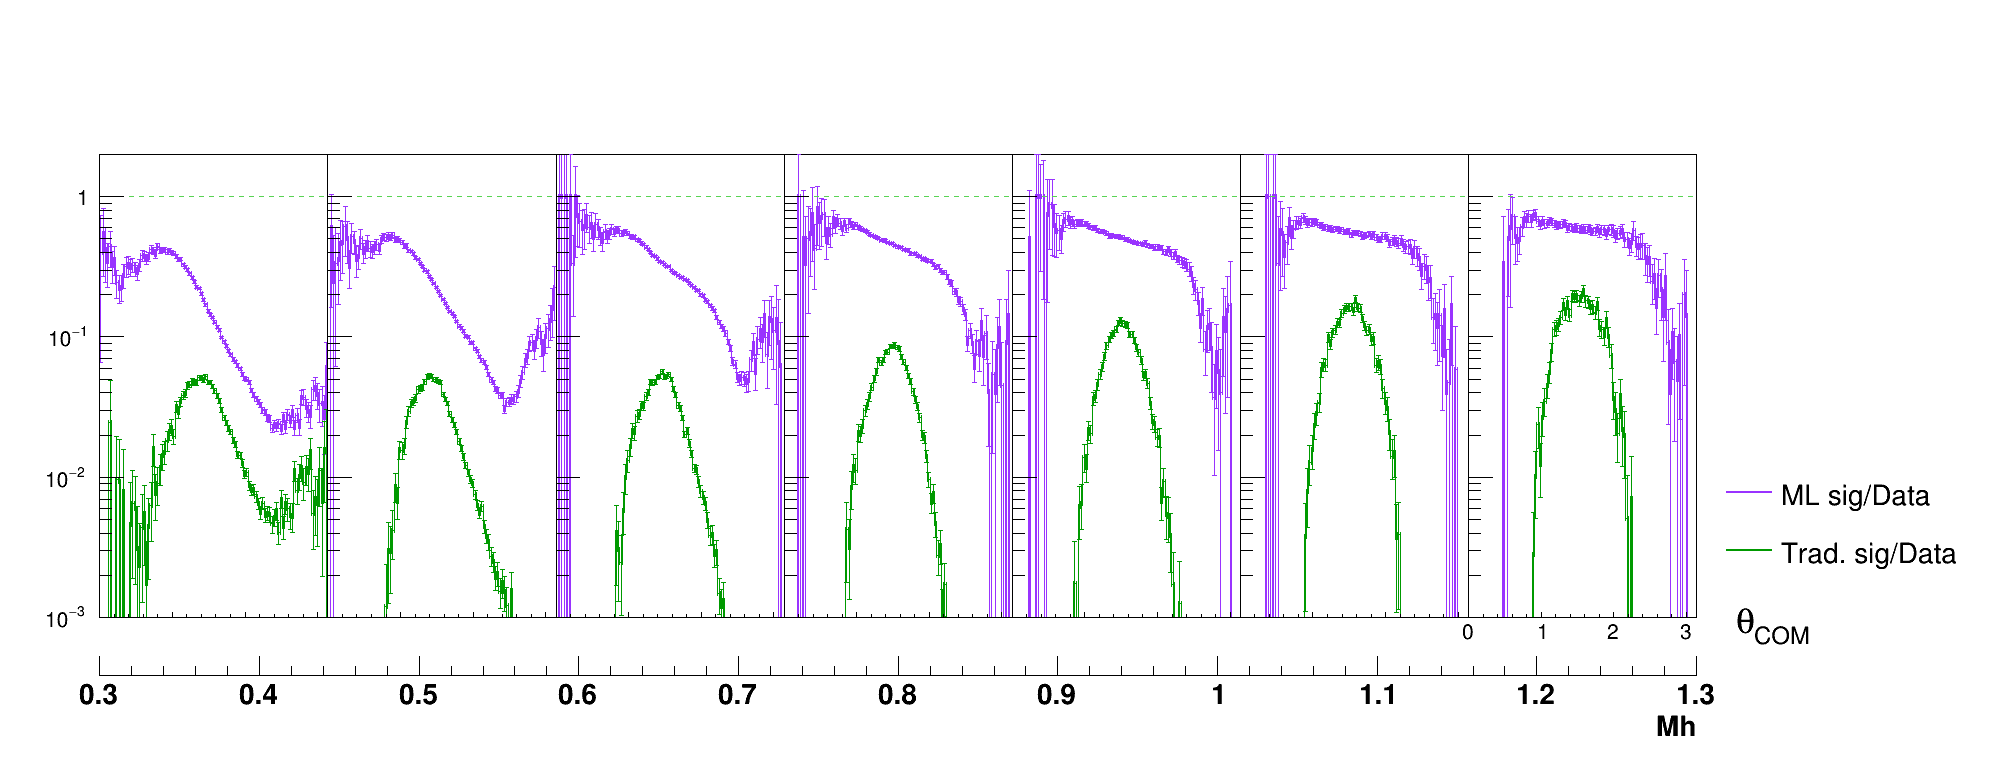 1
10⁻¹
10⁻²
10⁻³
ML sig/Data
Trad. sig/Data
0 1 2 3 θCOM
0.3 0.4 0.5 0.6 0.7 0.8 0.9 1 1.1 1.2 1.3
Mh